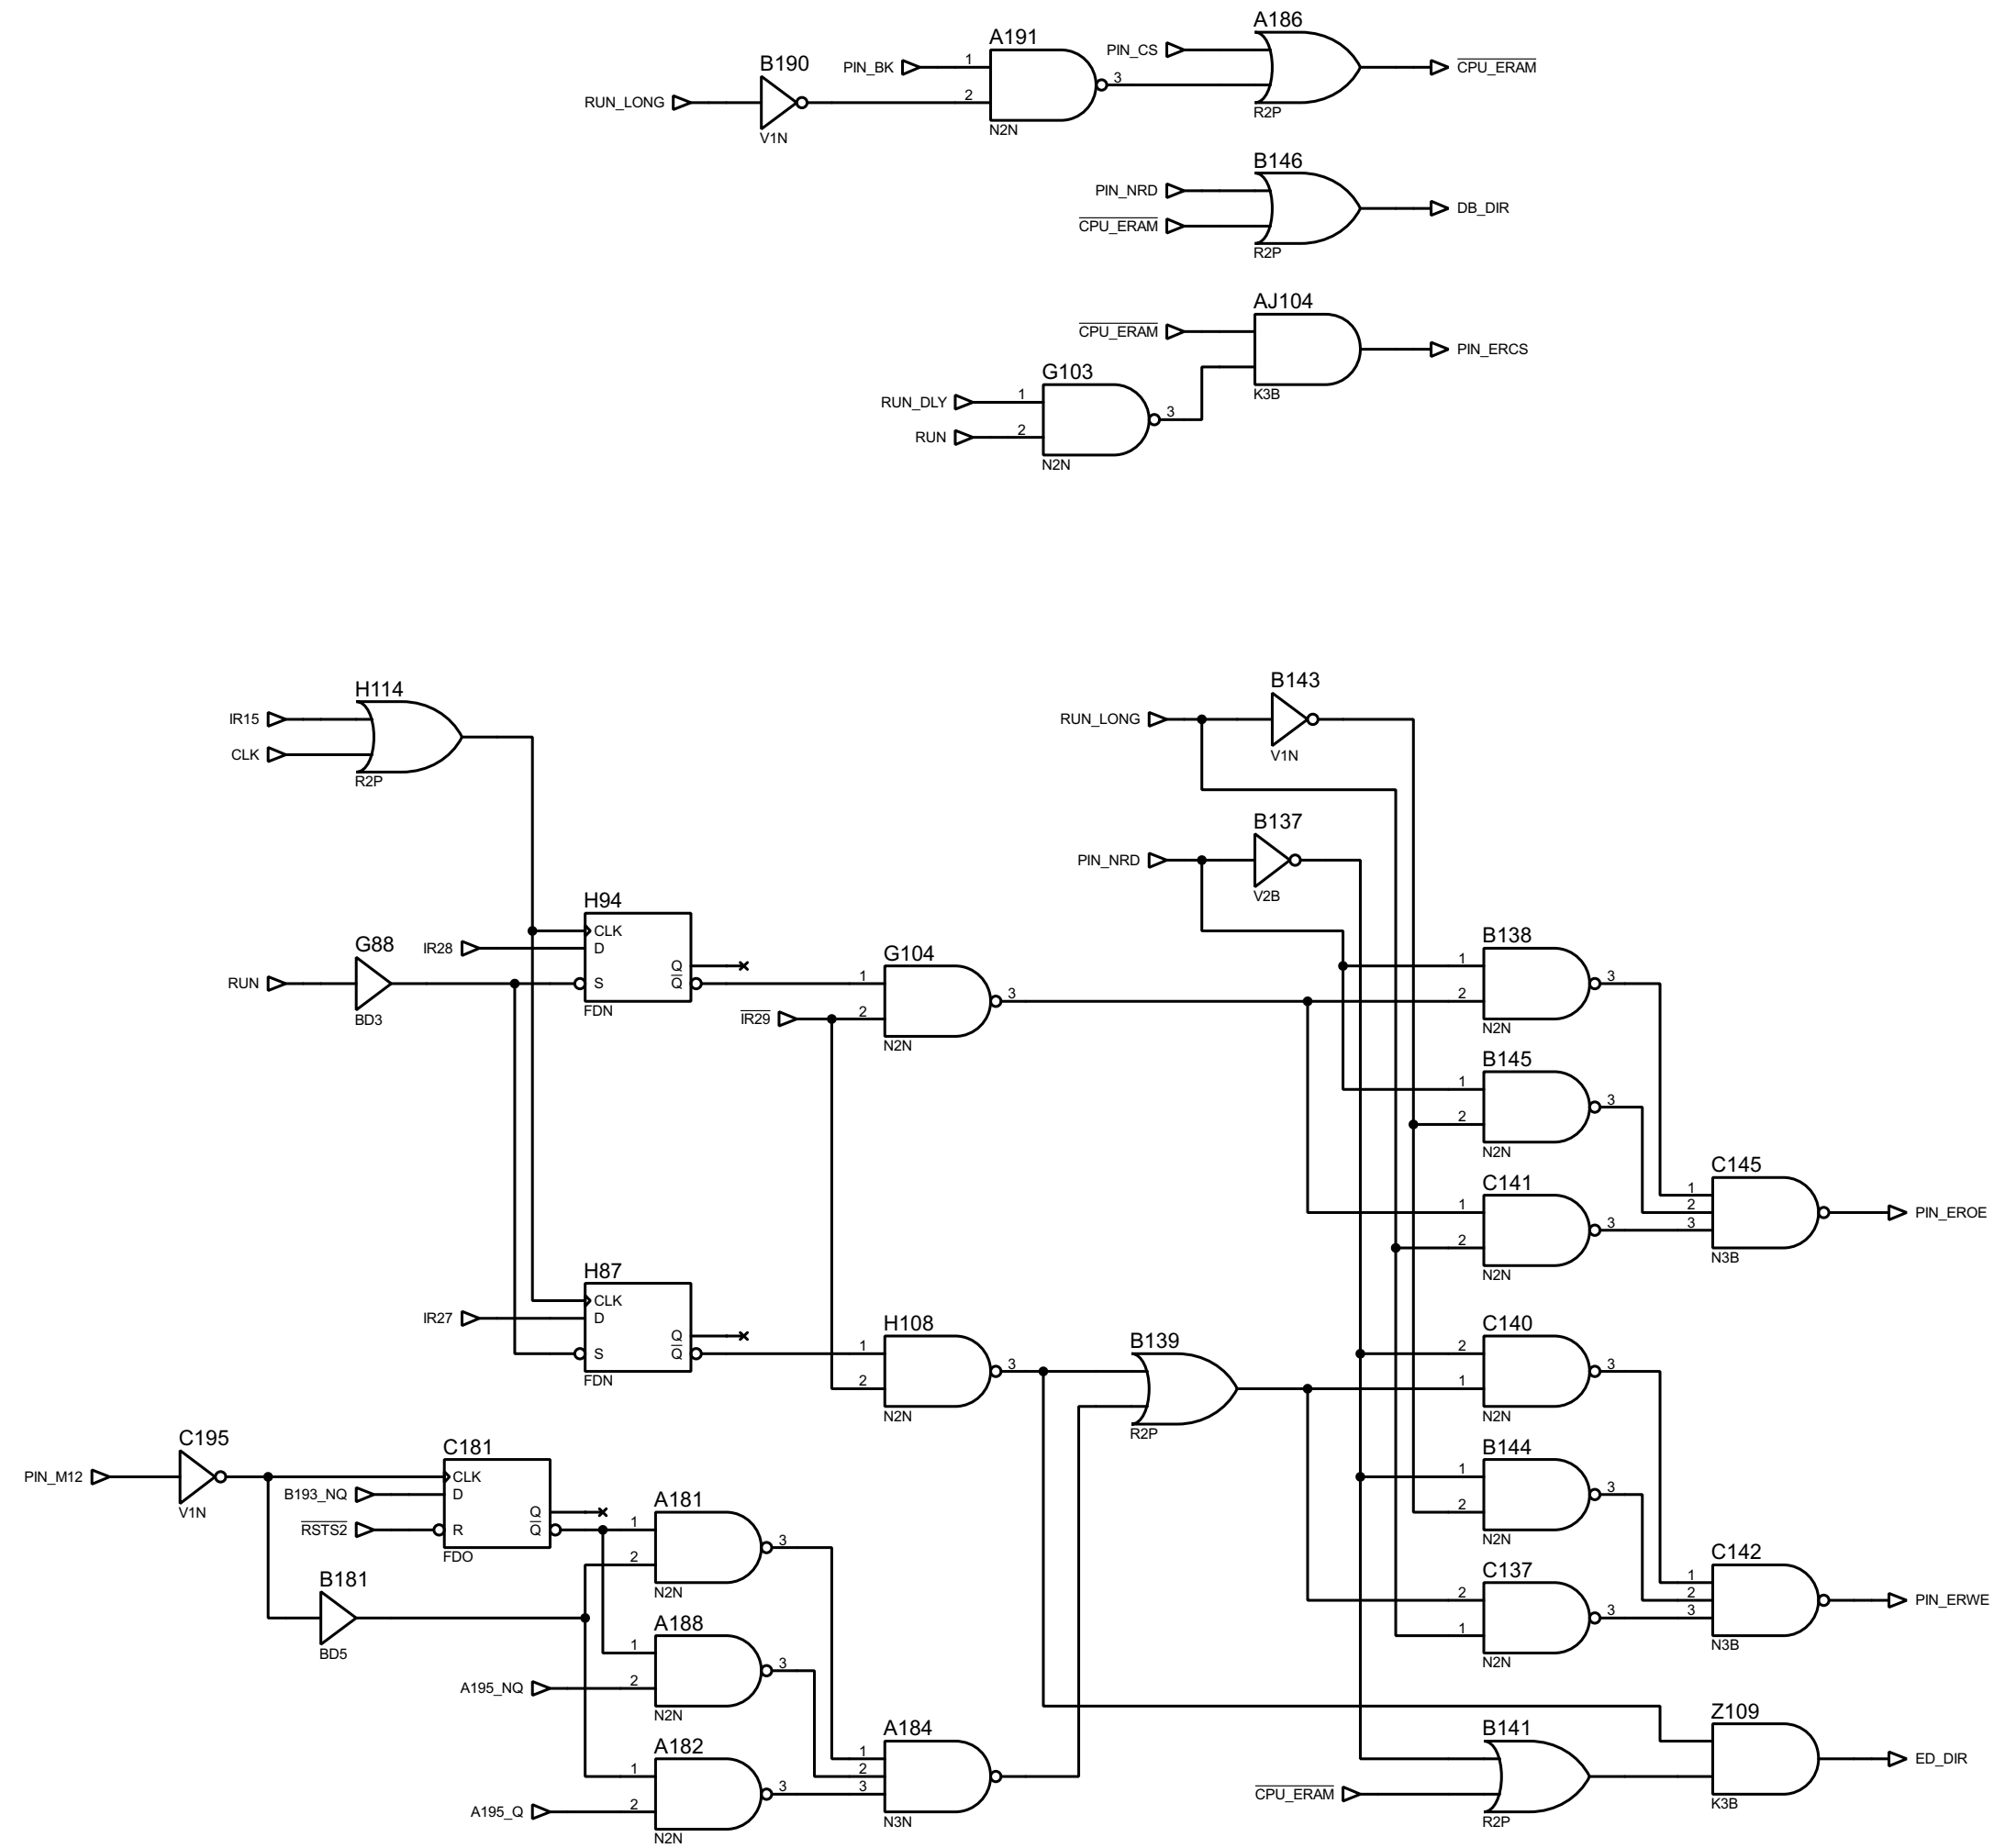 A186
A191
PIN_CS
B190
PIN_BK
1
3
CPU_ERAM
RUN_LONG
2
R2P
N2N
V1N
B146
PIN_NRD
DB_DIR
CPU_ERAM
R2P
AJ104
CPU_ERAM
PIN_ERCS
G103
K3B
RUN_DLY
1
3
RUN
2
N2N
H114
B143
IR15
RUN_LONG
CLK
V1N
R2P
B137
PIN_NRD
V2B
H94
CLK
B138
G88
IR28
D
G104
1
Q
RUN
S
Q
1
3
3
2
FDN
BD3
IR29
2
N2N
N2N
B145
1
3
2
N2N
C145
C141
1
1
2
PIN_EROE
3
3
2
N3B
H87
N2N
CLK
IR27
D
H108
C140
Q
B139
S
Q
1
2
3
3
FDN
2
1
N2N
N2N
R2P
C195
C181
B144
PIN_M12
CLK
1
B193_NQ
D
A181
3
V1N
Q
2
RSTS2
R
Q
1
N2N
3
FDO
2
C142
B181
N2N
C137
1
2
PIN_ERWE
2
3
3
A188
1
BD5
1
N3B
3
N2N
A195_NQ
2
N2N
Z109
A184
B141
A182
1
ED_DIR
1
2
3
3
CPU_ERAM
A195_Q
2
K3B
N3N
R2P
N2N